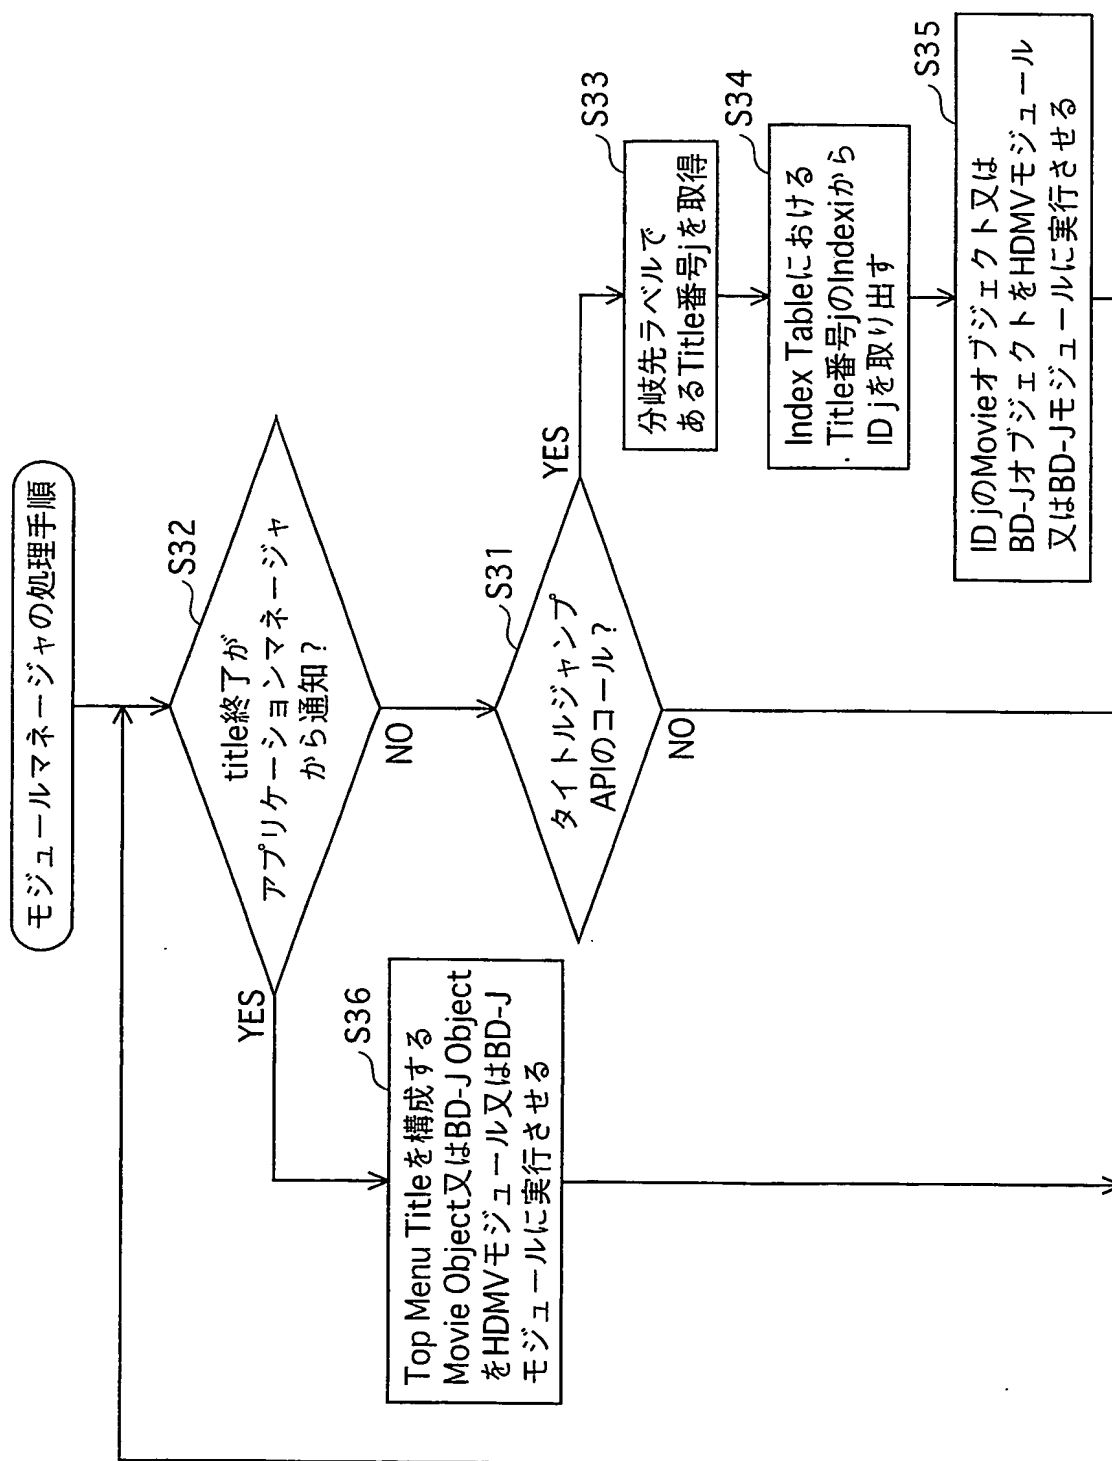 モジュールマネージャの処理手順
S32
title終了が
アプリケーションマネージャ
から通知？
YES
NO
S36
Top Menu Titleを構成する
Movie Object又はBD-J Object
をHDMVモジュール又はBD-J
モジュールに実行させる
S31
タイトルジャンプ
APIのコール？
YES
NO
S33
分岐先ラベルで
あるTitle番号jを取得
S34
Index Tableにおける
Title番号jのIndexiから
ID jを取り出す
S35
ID jのMovieオブジェクト又は
BD-JオブジェクトをHDMVモジュール
又はBD-Jモジュールに実行させる